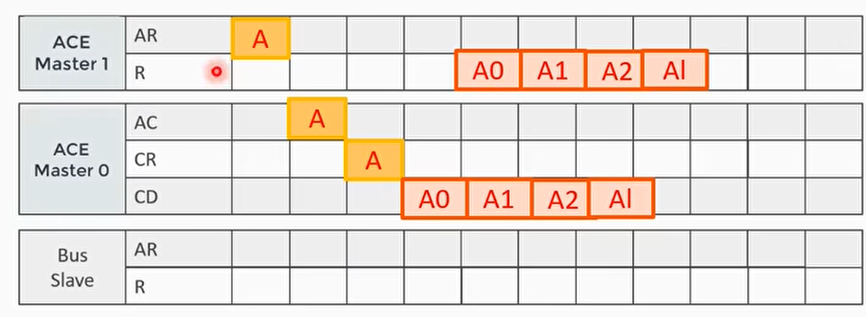 ACE Master 1
AR A
R A0 A1 A2 Al
ACE Master 0
AC A
CR A
CD A0 A1 A2 Al
Bus Slave
AR
R